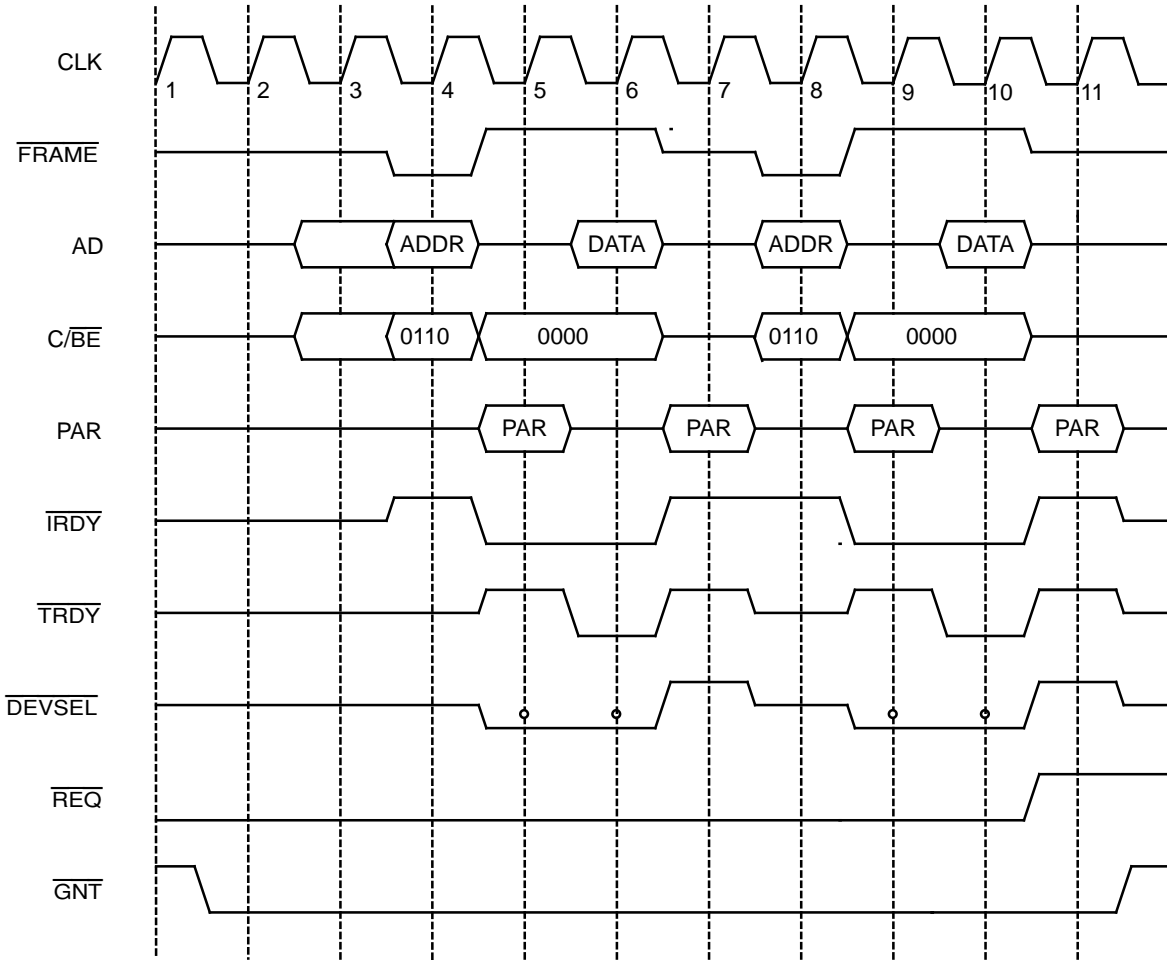 CLK
1 2 3 4 5 6 7 8 9 10 11
FRAME
AD ADDR DATA ADDR DATA
C/BE 0110 0000 0110 0000
PAR PAR PAR PAR PAR
IRDY
TRDY
DEVSEL
REQ
GNT